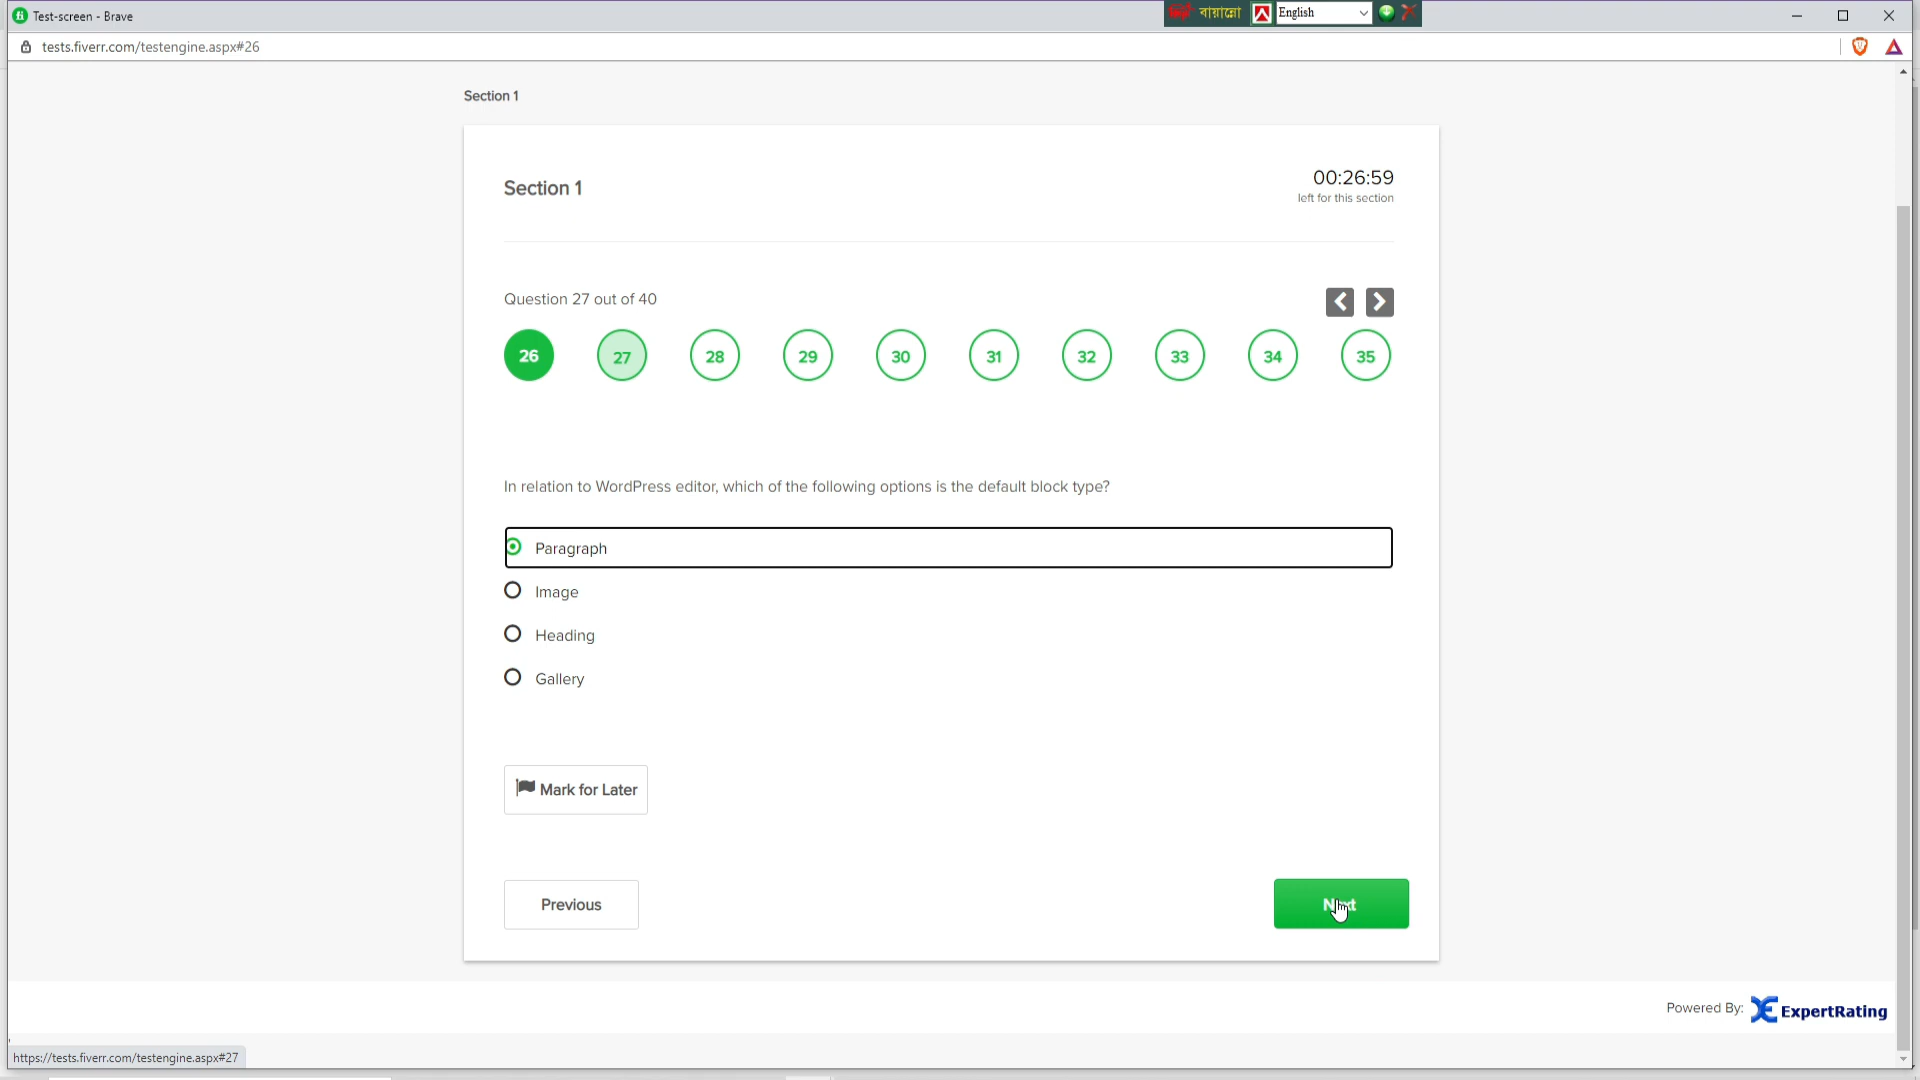 Test-screen - Brave
বায়ান্নো
English
tests.fiverr.com/testengine.aspx#26
Section 1
Section 1
00:26:59
left for this section
Question 27 out of 40
26 27 28 29 30 31 32 33 34 35
In relation to WordPress editor, which of the following options is the default block type?
Paragraph
Image
Heading
Gallery
Mark for Later
Previous
Next
Powered By: ExpertRating
https://tests.fiverr.com/testengine.aspx#27